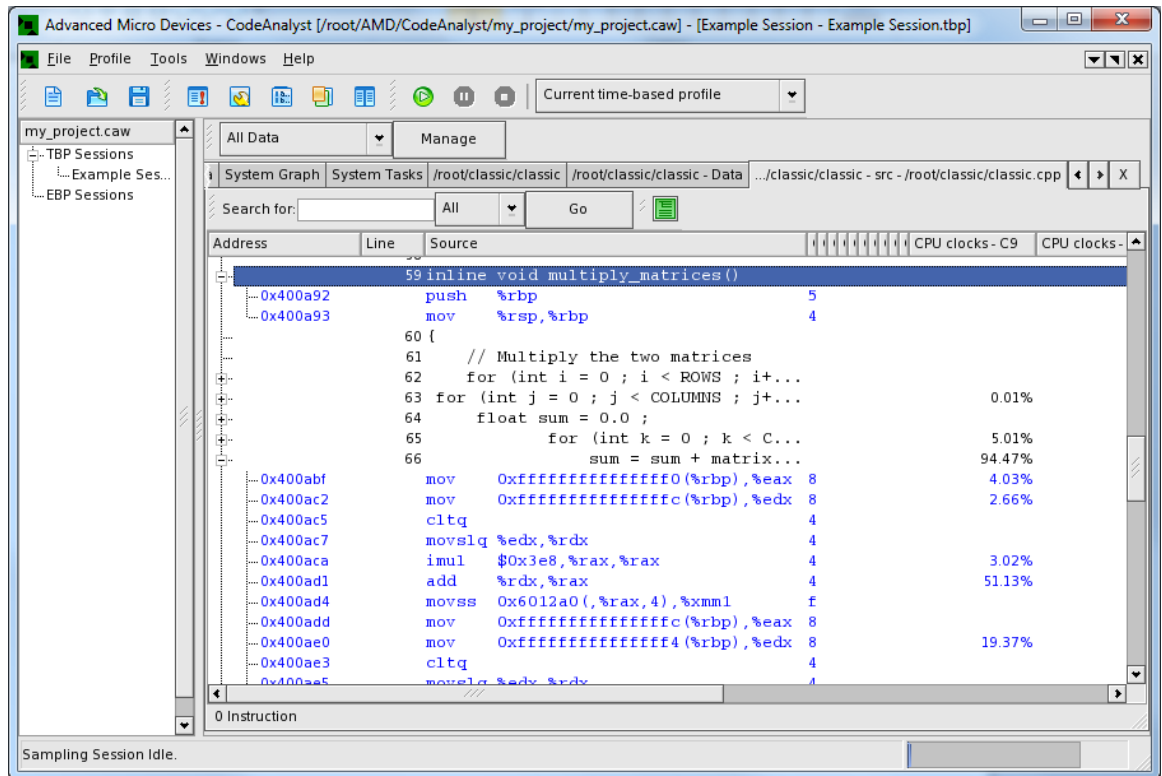 Advanced Micro Devices - CodeAnalyst [/root/AMD/CodeAnalyst/my_project/my_project.caw] - [Example Session - Example Session.tbp]
File Profile Tools Windows Help
Current time-based profile
my_project.caw
TBP Sessions
Example Ses...
EBP Sessions
All Data Manage
System Graph System Tasks /root/classic/classic /root/classic/classic - Data .../classic/classic - src - /root/classic/classic.cpp X
Search for: All Go
Address Line Source CPU clocks - C9 CPU clocks -
59 inline void multiply_matrices()
0x400a92 push %rbp 5
0x400a93 mov %rsp,%rbp 4
60 {
61 // Multiply the two matrices
62 for (int i = 0 ; i < ROWS ; i+...
63 for (int j = 0 ; j < COLUMNS ; j+... 0.01%
64 float sum = 0.0 ;
65 for (int k = 0 ; k < C... 5.01%
66 sum = sum + matrix... 94.47%
0x400abf mov 0xfffffffffffffff0(%rbp),%eax 8 4.03%
0x400ac2 mov 0xfffffffffffffffc(%rbp),%edx 8 2.66%
0x400ac5 cltq 4
0x400ac7 movslq %edx,%rdx 4
0x400aca imul $0x3e8,%rax,%rax 4 3.02%
0x400ad1 add %rdx,%rax 4 51.13%
0x400ad4 movss 0x6012a0(,%rax,4),%xmm1 f
0x400add mov 0xfffffffffffffffc(%rbp),%eax 8
0x400ae0 mov 0xfffffffffffffff4(%rbp),%edx 8 19.37%
0x400ae3 cltq 4
0x400ae5 movslq %edx,%rdx 4
0 Instruction
Sampling Session Idle.